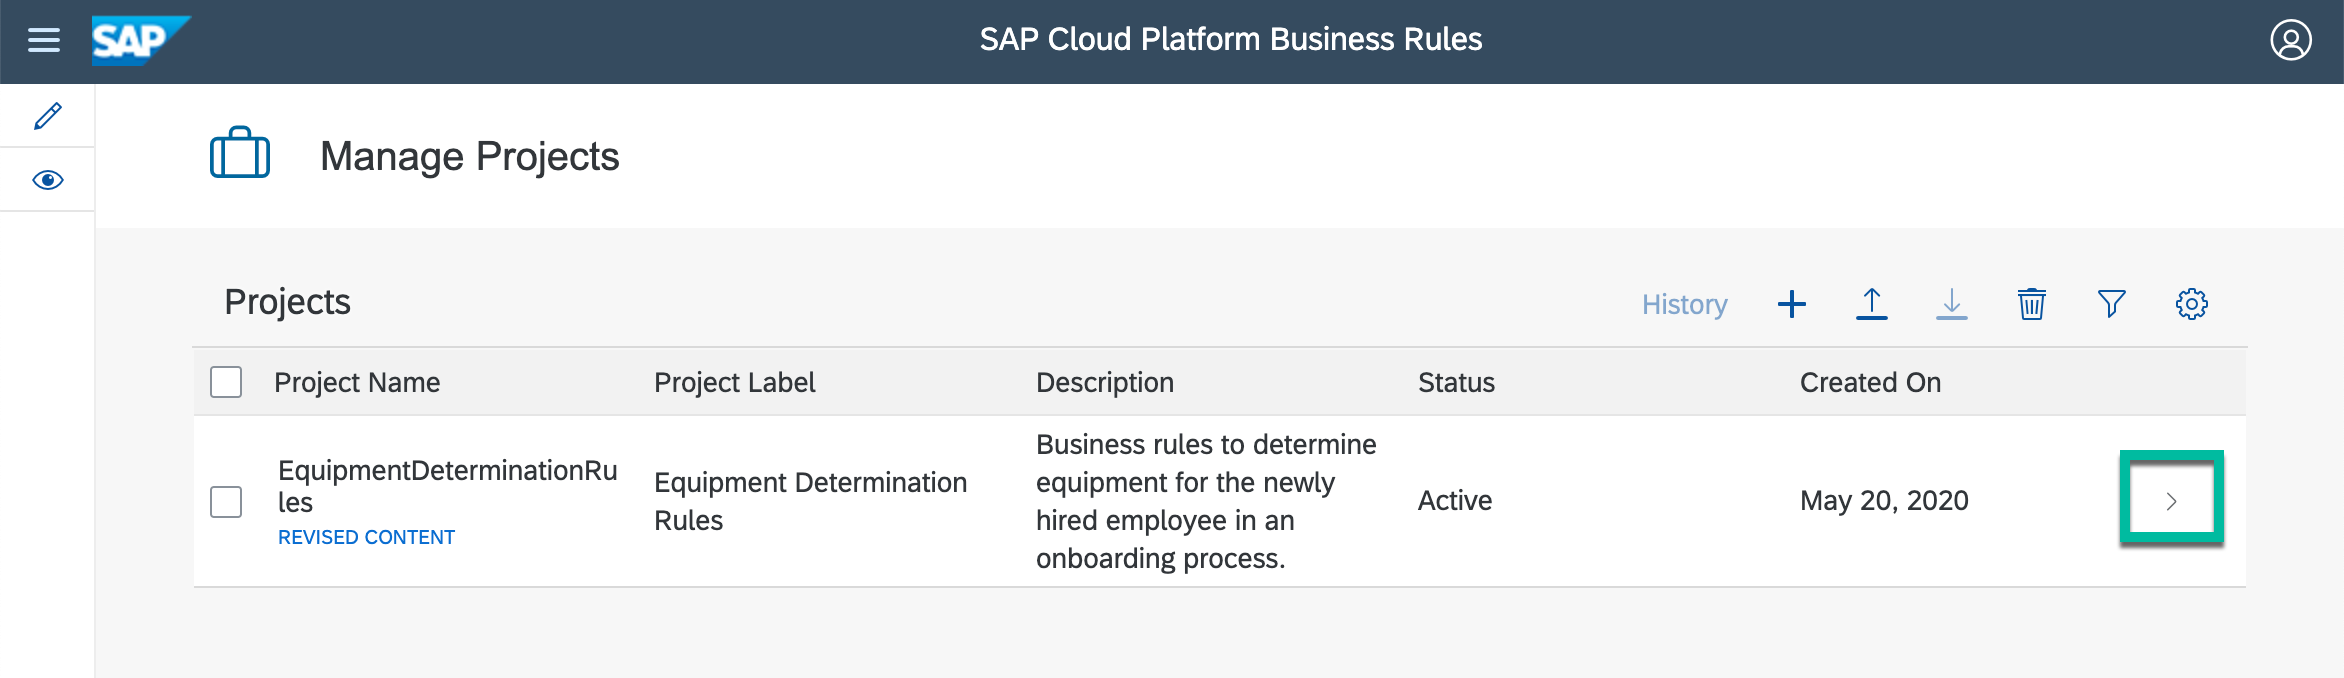 SAP
SAP Cloud Platform Business Rules
Manage Projects
Projects
History
Project Name
Project Label
Description
Status
Created On
EquipmentDeterminationRu
les
REVISED CONTENT
Equipment Determination
Rules
Business rules to determine
equipment for the newly
hired employee in an
onboarding process.
Active
May 20, 2020